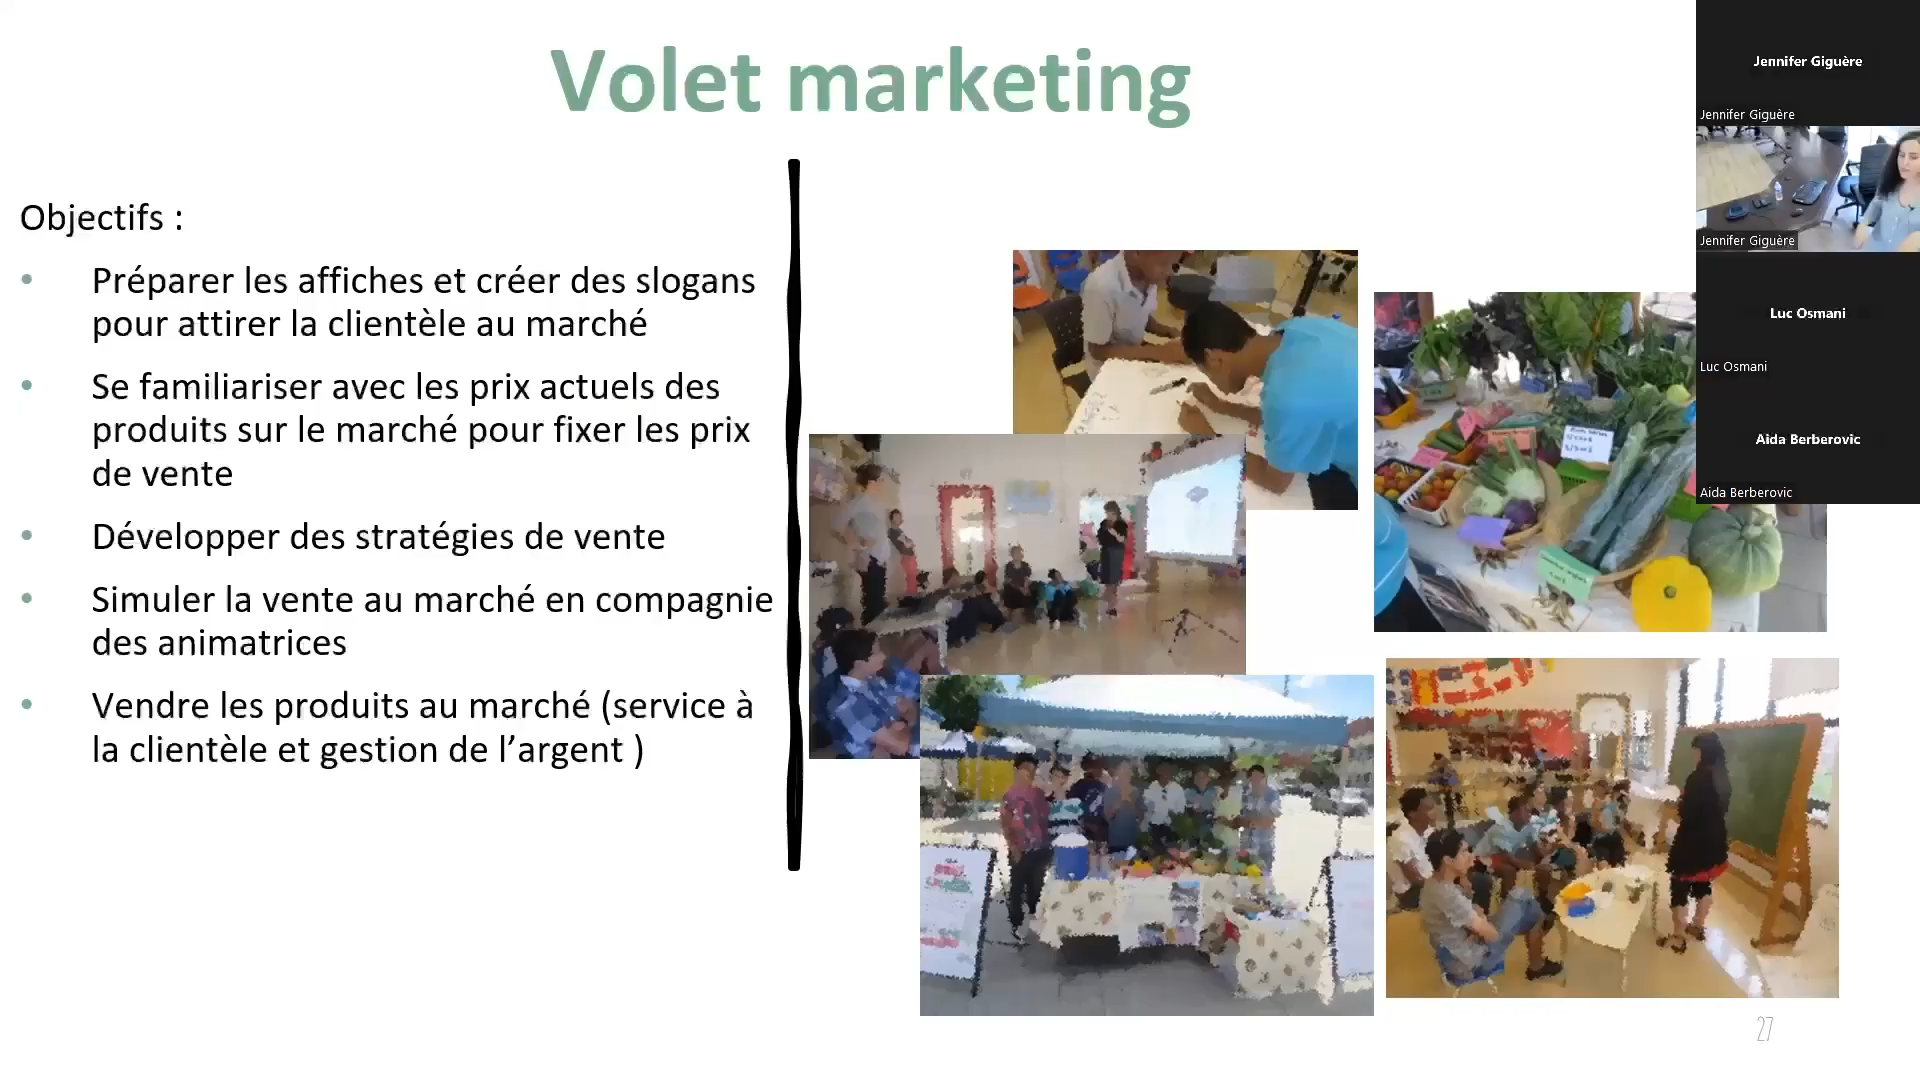 Volet marketing
Objectifs :
• Préparer les affiches et créer des slogans
pour attirer la clientèle au marché
• Se familiariser avec les prix actuels des
produits sur le marché pour fixer les prix
de vente
• Développer des stratégies de vente
• Simuler la vente au marché en compagnie
des animatrices
• Vendre les produits au marché (service à
la clientèle et gestion de l’argent )
27
Jennifer Giguère
Jennifer Giguère
Jennifer Giguère
Luc Osmani
Luc Osmani
Aida Berberovic
Aida Berberovic